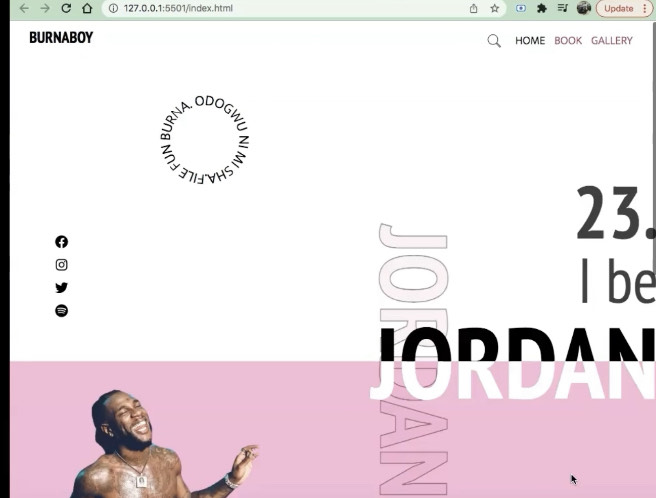 127.0.0.1:5501/index.html
Update
BURNABOY
HOME BOOK GALLERY
BURNA. ODOGWU NI MI SHA.FILE FUN
23.
I be
JORDAN
JORDAN